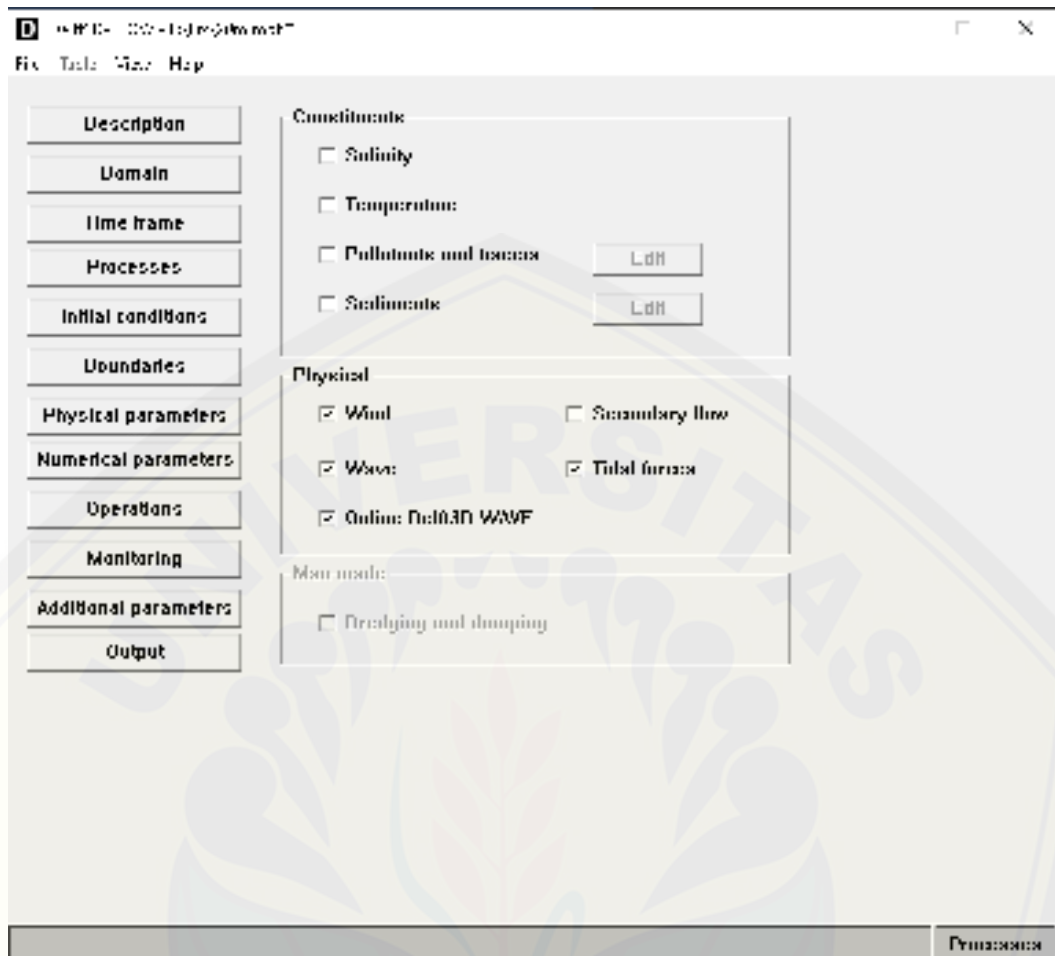 D
File Table View Help
Description
Domain
Time frame
Processes
Initial conditions
Boundaries
Physical parameters
Numerical parameters
Operations
Monitoring
Additional parameters
Output
Constituents
Salinity
Temperature
Pollutants and tracers Edit
Sediments Edit
Physical
Wind Secondary flow
Wave Tidal forces
Online Delft3D-WAVE
Man-made
Dredging and dumping
UNIVERSITAS
Processes